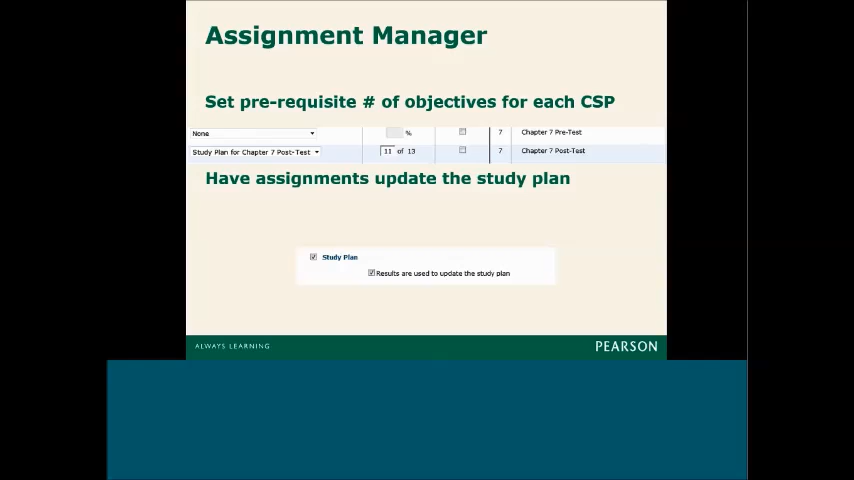 Assignment Manager
Set pre-requisite # of objectives for each CSP
None % 7 Chapter 7 Pre-Test
Study Plan for Chapter 7 Post-Test 11 of 13 7 Chapter 7 Post-Test
Have assignments update the study plan
Study Plan
Results are used to update the study plan
ALWAYS LEARNING PEARSON